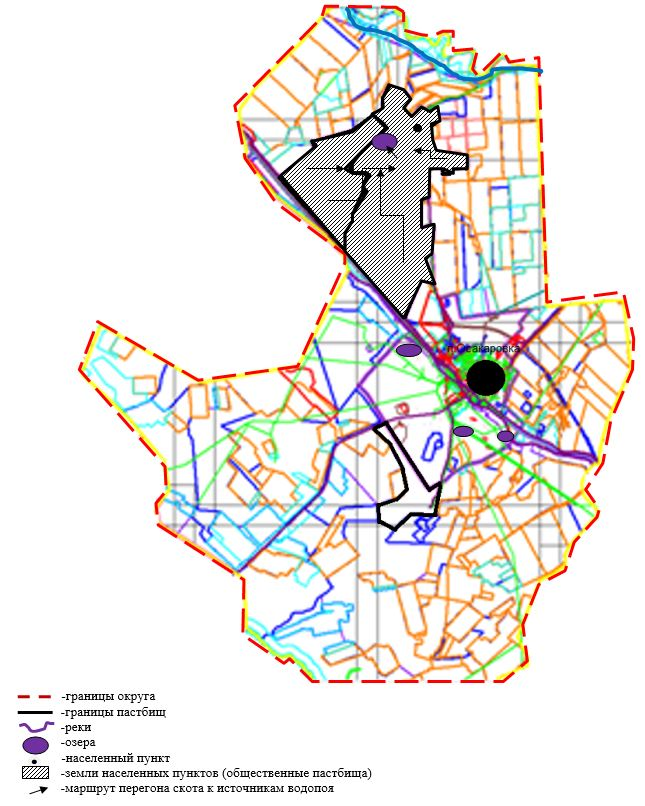 п.Осакаровка
-границы округа
-границы пастбищ
-реки
-озера
-населенный пункт
-земли населенных пунктов (общественные пастбища)
-маршрут перегона скота к источникам водопоя